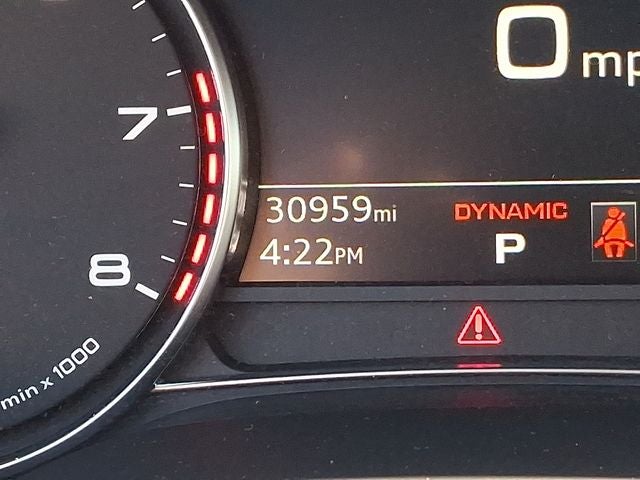 0 mp
7
30959mi
DYNAMIC
4:22PM
P
8
min x 1000